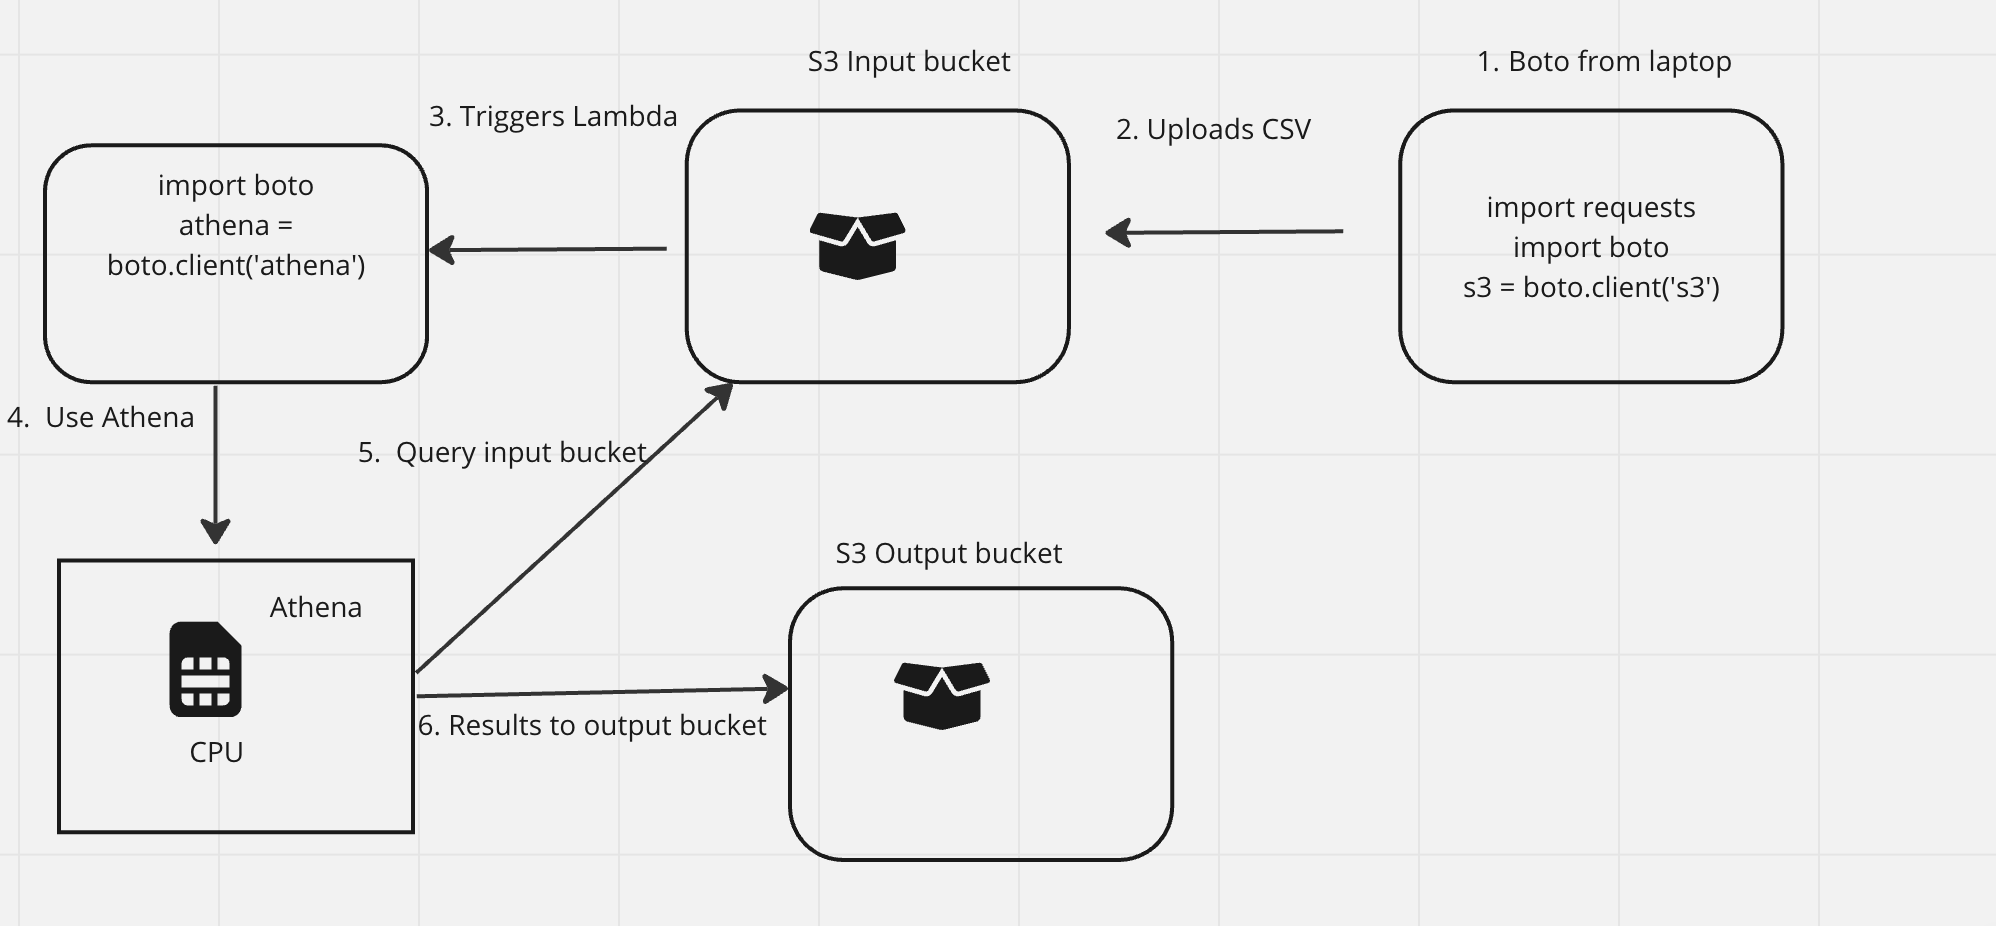 S3 Input bucket
1. Boto from laptop
3. Triggers Lambda
2. Uploads CSV
import boto
athena =
boto.client('athena')
import requests
import boto
s3 = boto.client('s3')
4.  Use Athena
5.  Query input bucket
S3 Output bucket
Athena
CPU
6. Results to output bucket